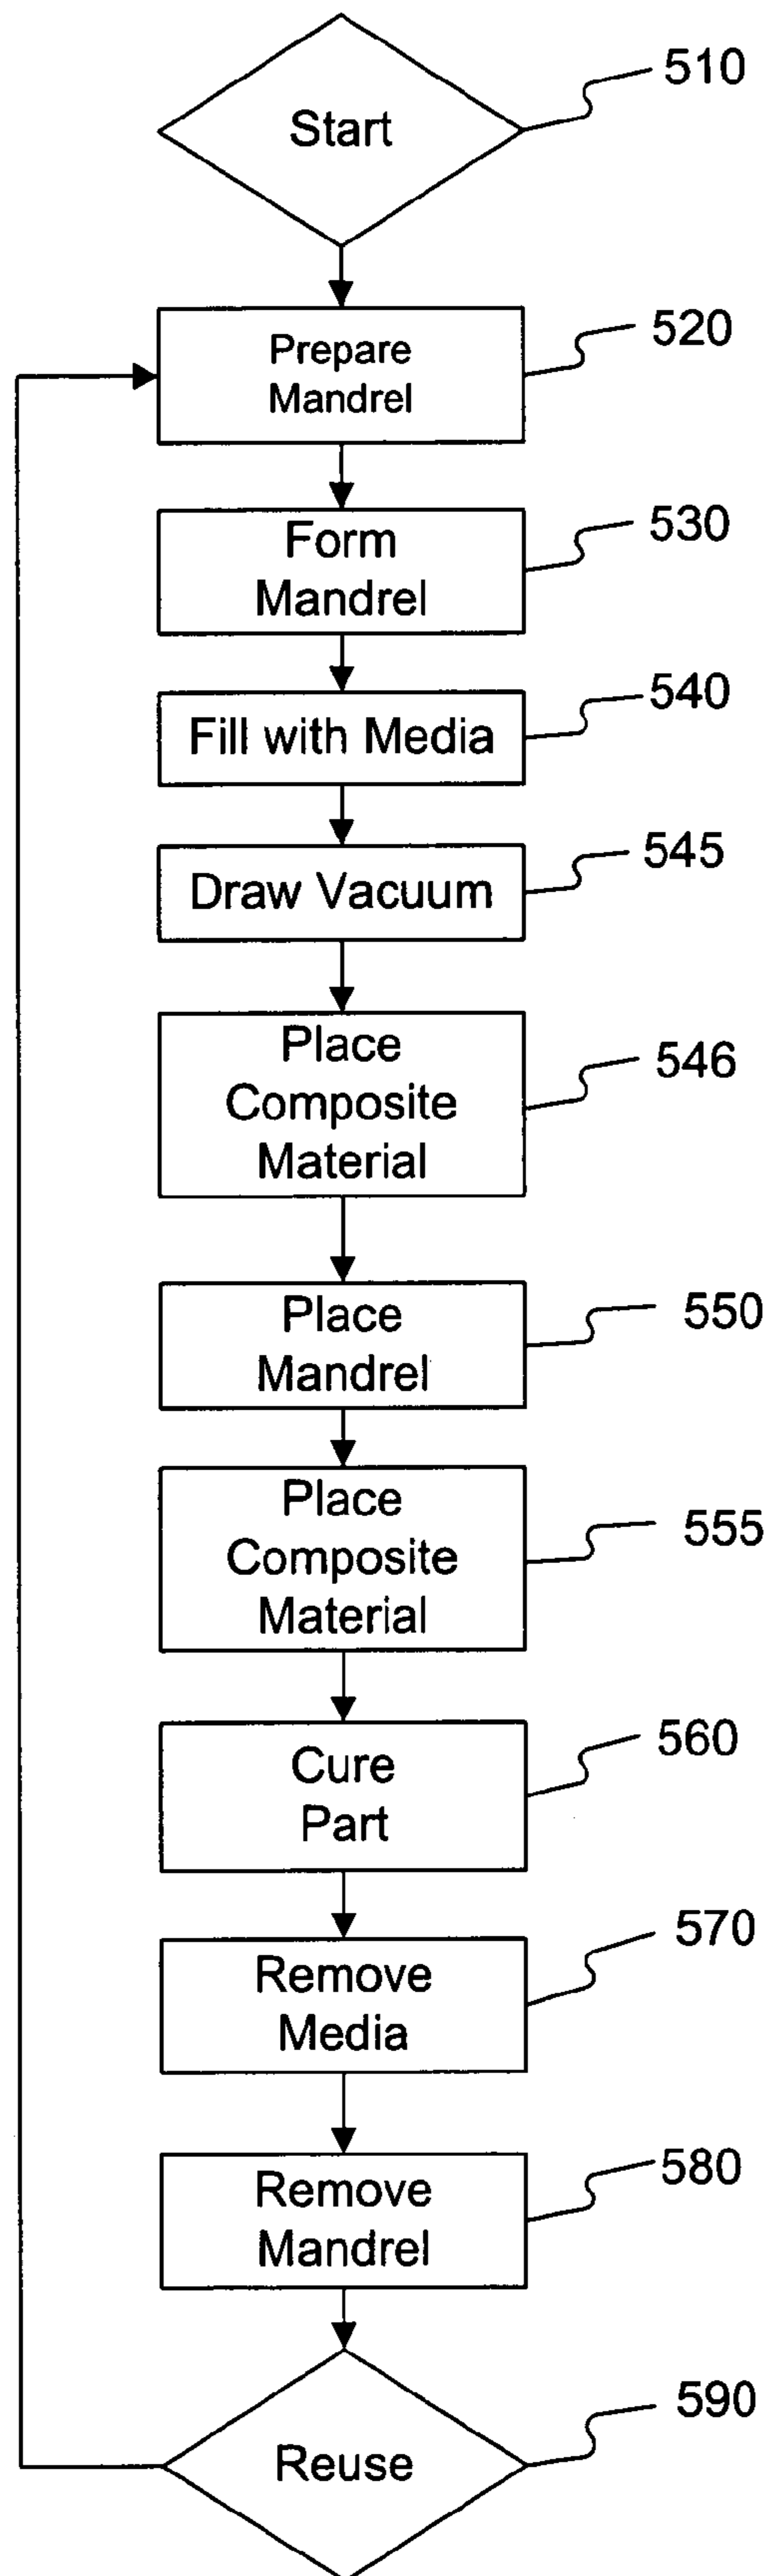 Start
510
Prepare
Mandrel
520
Form
Mandrel
530
Fill with Media
540
Draw Vacuum
545
Place
Composite
Material
546
Place
Mandrel
550
Place
Composite
Material
555
Cure
Part
560
Remove
Media
570
Remove
Mandrel
580
Reuse
590